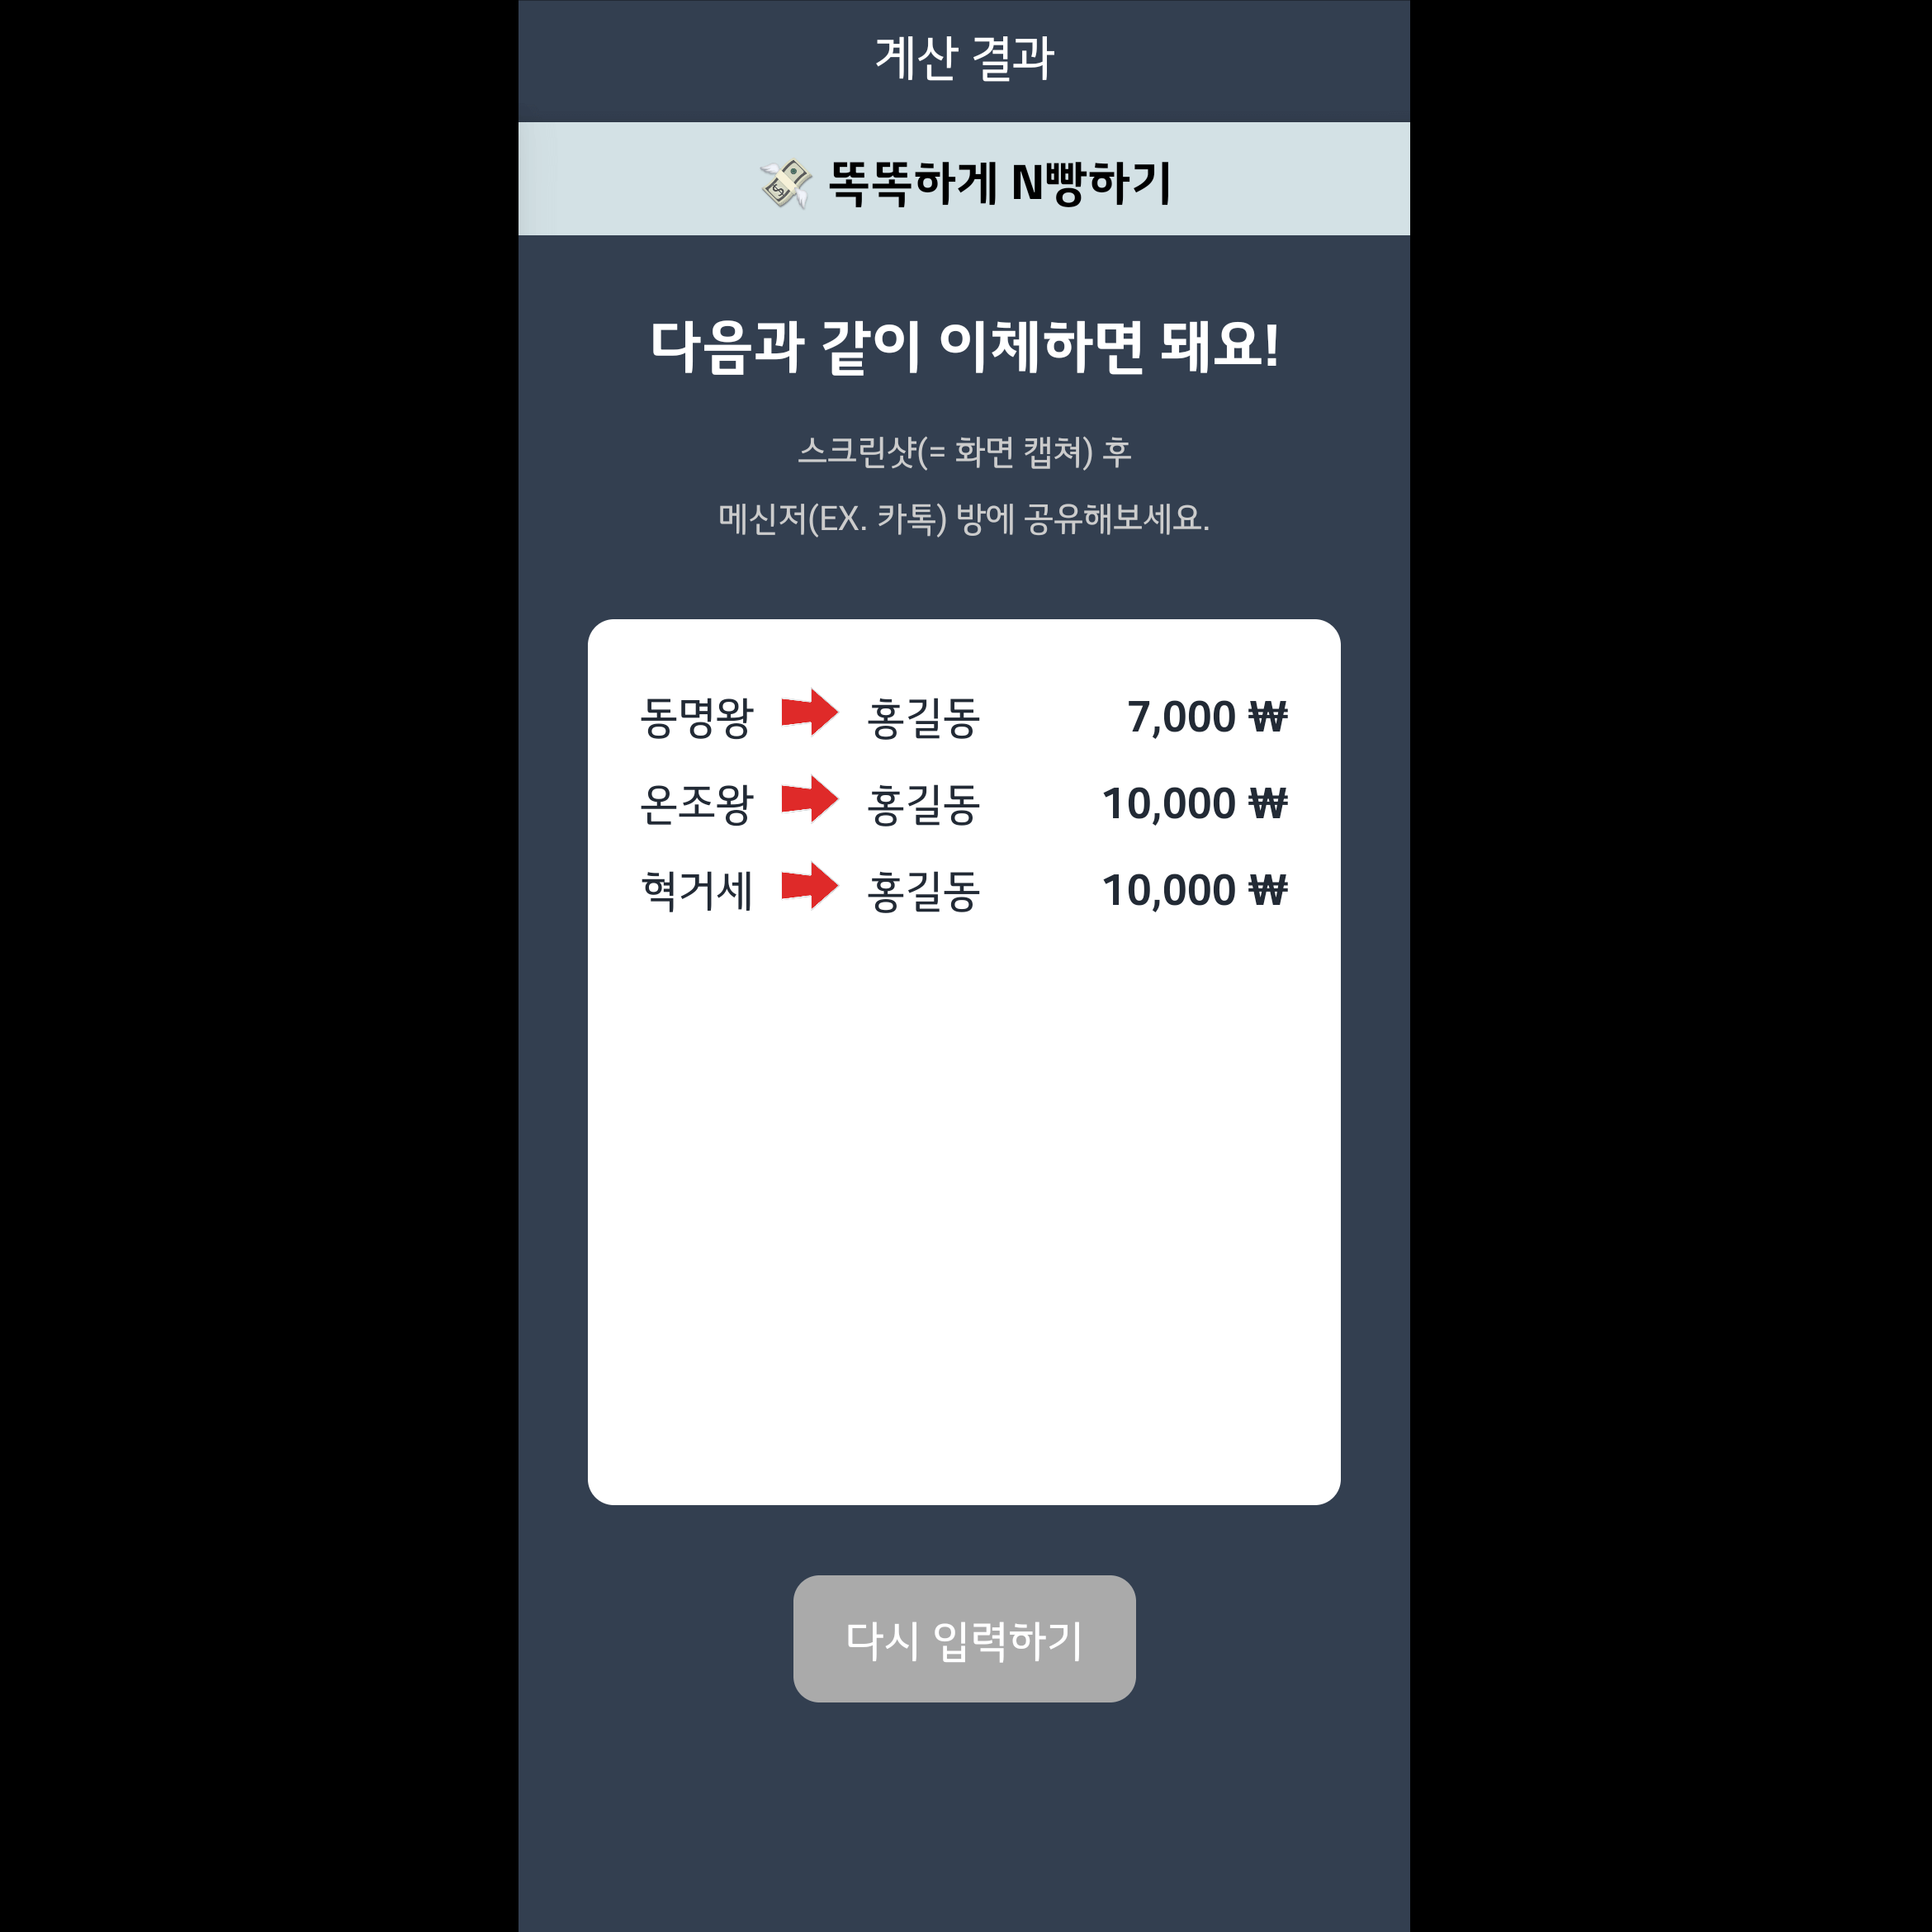 계산 결과
💸 똑똑하게 N빵하기
다음과 같이 이체하면 돼요!
스크린샷(= 화면 캡쳐) 후
메신저(EX. 카톡) 방에 공유해보세요.
동명왕 홍길동 7,000 ₩
온조왕 홍길동 10,000 ₩
혁거세 홍길동 10,000 ₩
다시 입력하기